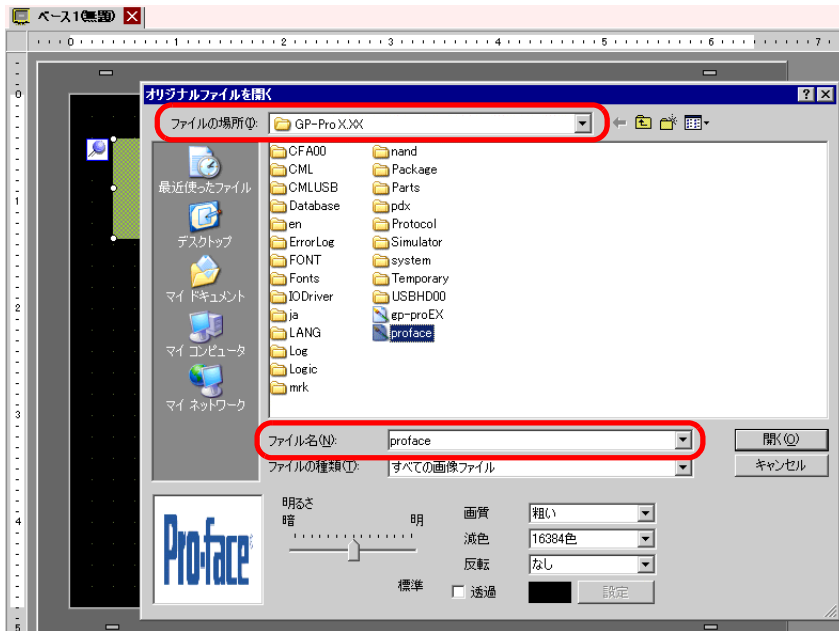 ベース1(無題)
0 1 2 3 4 5 6 7
オリジナルファイルを開く
ファイルの場所(I): GP-Pro X.XX
最近使ったファイル
デスクトップ
マイ ドキュメント
マイ コンピュータ
マイ ネットワーク
CFA00
CML
CMLUSB
Database
en
ErrorLog
FONT
Fonts
IODriver
ja
LANG
Log
Logic
mrk
nand
Package
Parts
pdx
Protocol
Simulator
system
Temporary
USBHD00
gp-proEX
proface
ファイル名(N): proface 開く(O)
ファイルの種類(T): すべての画像ファイル キャンセル
Pro-face
明るさ
暗 明
標準
画質 粗い
減色 16384色
反転 なし
透過 設定
0
1
2
3
4
5